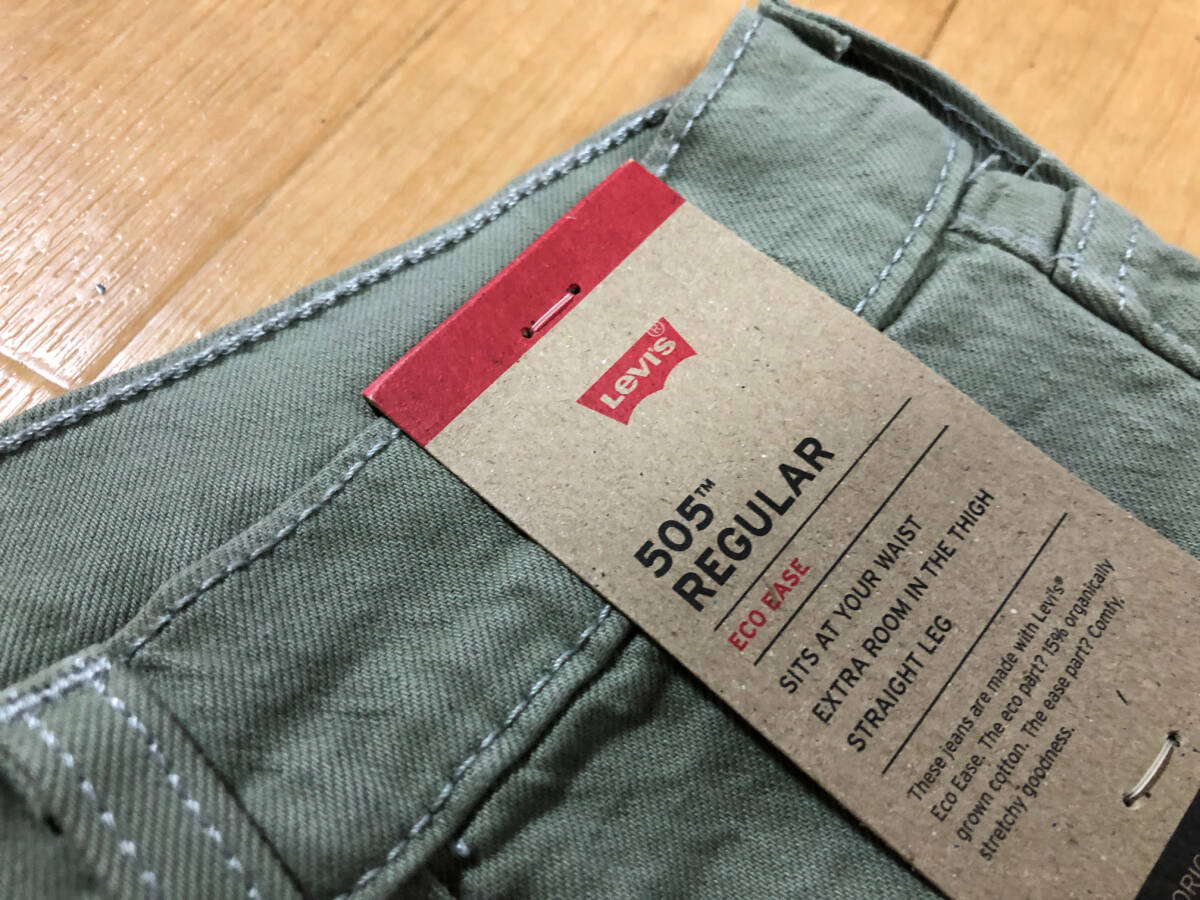 Levi's®
505™
REGULAR
ECO EASE
SITS AT YOUR WAIST
EXTRA ROOM IN THE THIGH
STRAIGHT LEG
These jeans are made with Levi's®
Eco Ease. The eco part? 15% organically
grown cotton. The ease part? Comfy,
stretchy goodness.